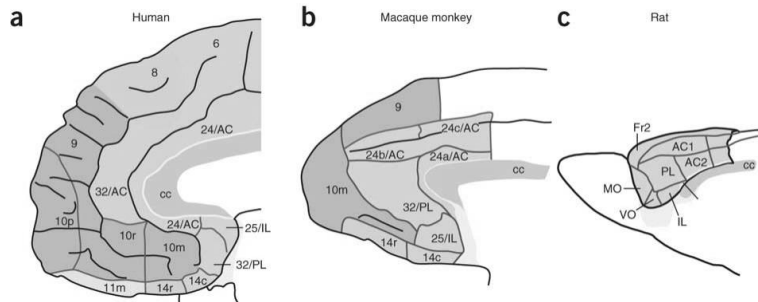 a
Human
6
8
9
24/AC
cc
32/AC
10p
10r
24/AC
25/IL
10m
32/PL
11m
14r
14c
b
Macaque monkey
9
24c/AC
24b/AC
24a/AC
cc
10m
32/PL
25/IL
14r
14c
c
Rat
Fr2
AC1
AC2
cc
PL
MO
VO
IL